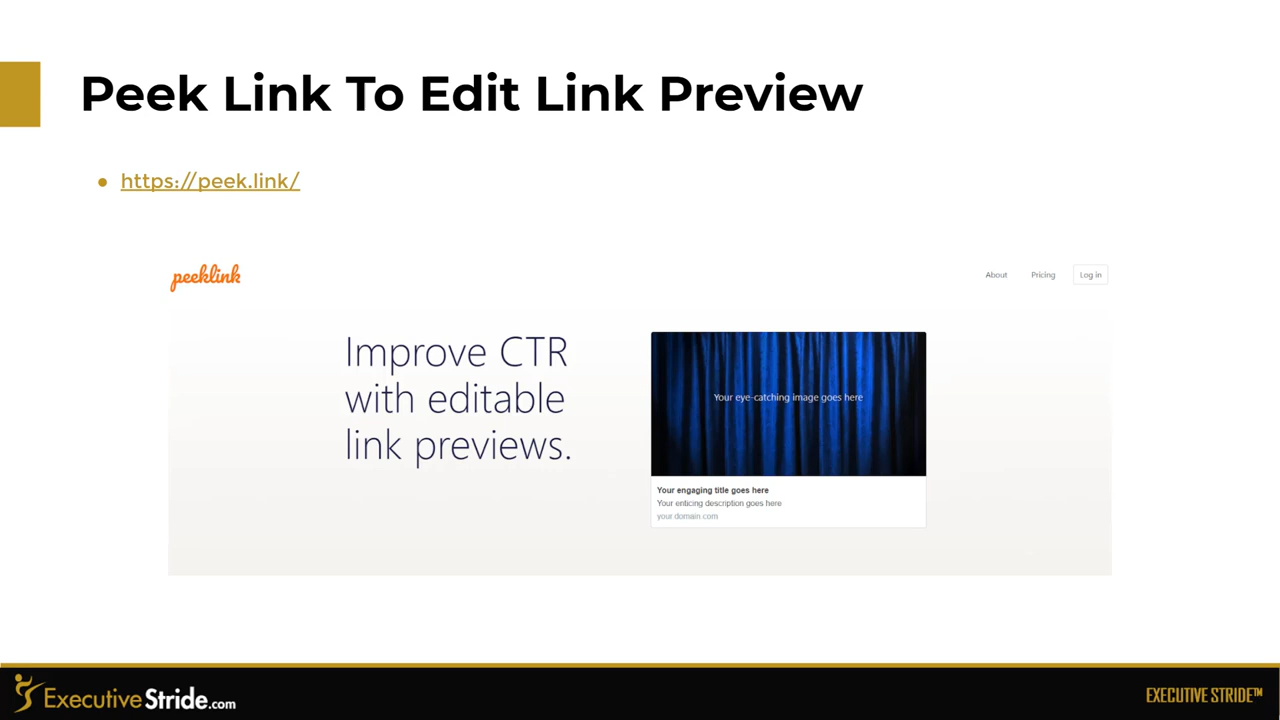 Peek Link To Edit Link Preview
● https://peek.link/
peeklink
About Pricing Log in
Improve CTR
with editable
link previews.
Your eye-catching image goes here
Your engaging title goes here
Your enticing description goes here
your domain.com
ExecutiveStride.com
EXECUTIVE STRIDE™